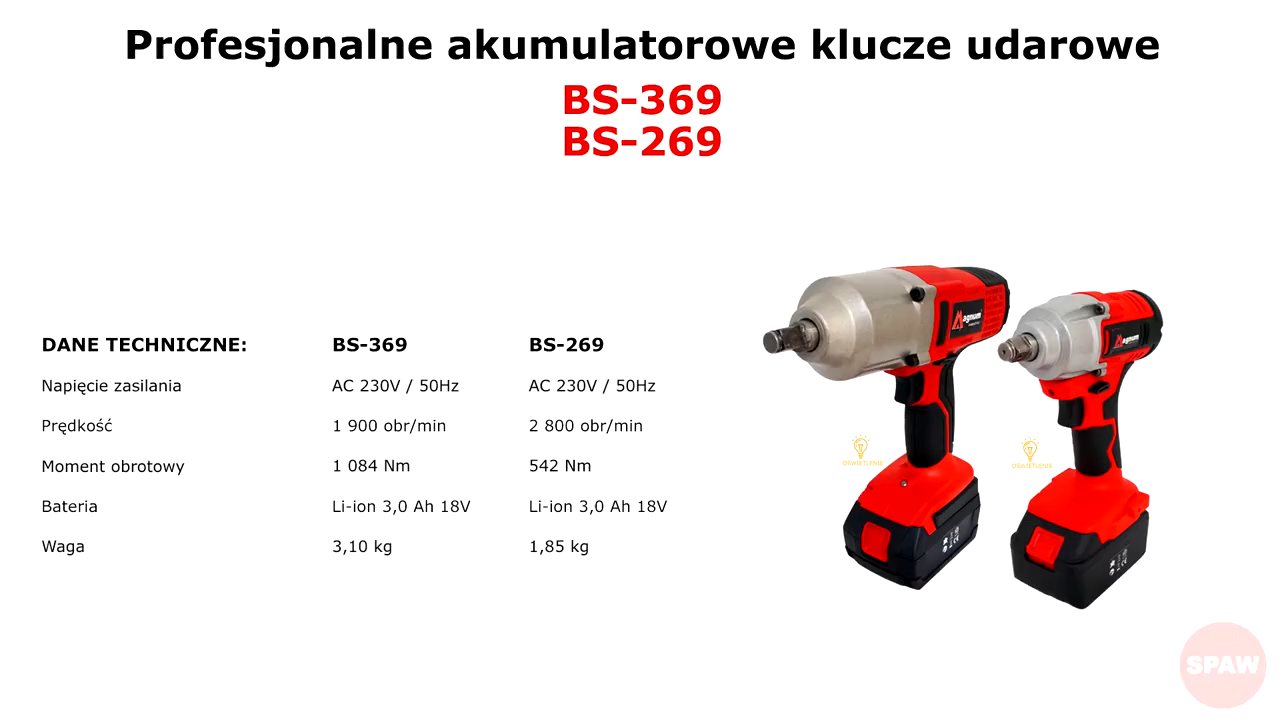 Profesjonalne akumulatorowe klucze udarowe
BS-369
BS-269
DANE TECHNICZNE: BS-369 BS-269
Napięcie zasilania AC 230V / 50Hz AC 230V / 50Hz
Prędkość 1 900 obr/min 2 800 obr/min
Moment obrotowy 1 084 Nm 542 Nm
Bateria Li-ion 3,0 Ah 18V Li-ion 3,0 Ah 18V
Waga 3,10 kg 1,85 kg
Magnum
Magnum
OŚWIETLENIE
OŚWIETLENIE
SPAW